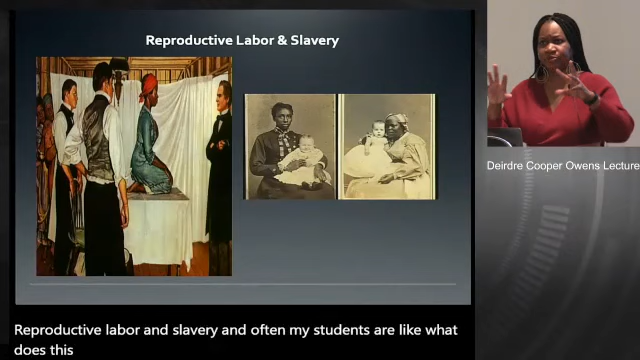 Reproductive Labor & Slavery
Deirdre Cooper Owens Lecture
Reproductive labor and slavery and often my students are like what
does this